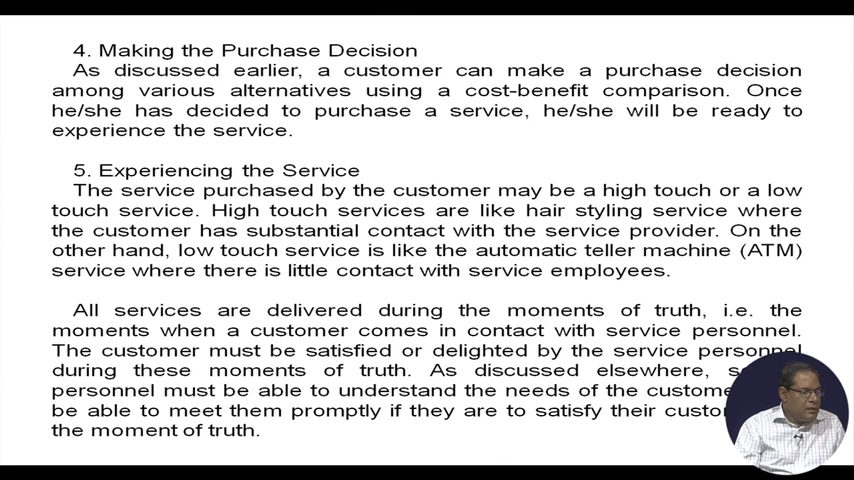 4. Making the Purchase Decision
As discussed earlier, a customer can make a purchase decision
among various alternatives using a cost-benefit comparison. Once
he/she has decided to purchase a service, he/she will be ready to
experience the service.
5. Experiencing the Service
The service purchased by the customer may be a high touch or a low
touch service. High touch services are like hair styling service where
the customer has substantial contact with the service provider. On the
other hand, low touch service is like the automatic teller machine (ATM)
service where there is little contact with service employees.
All services are delivered during the moments of truth, i.e. the
moments when a customer comes in contact with service personnel.
The customer must be satisfied or delighted by the service personnel
during these moments of truth. As discussed elsewhere,
personnel must be able to understand the needs of the
be able to meet them promptly if they are to satisfy their
the moment of truth.